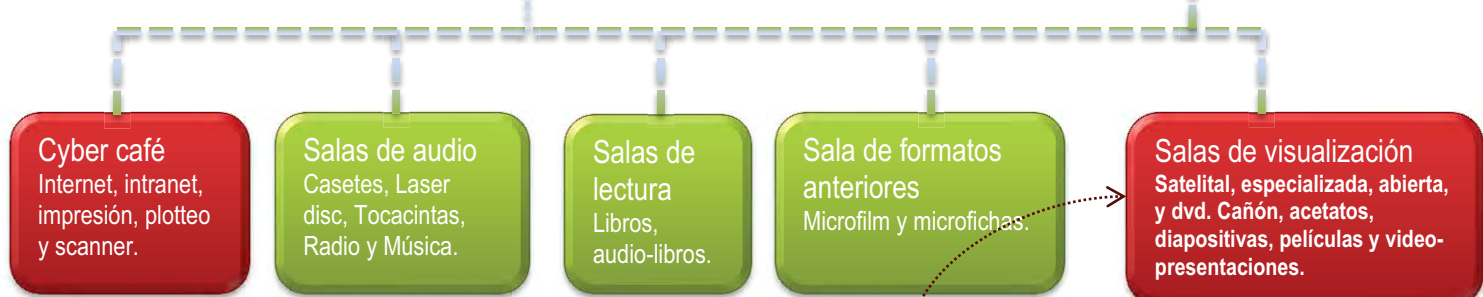 Cyber café
Internet, intranet,
impresión, plotteo
y scanner.
Salas de audio
Casetes, Laser
disc, Tocacintas,
Radio y Música.
Salas de
lectura
Libros,
audio-libros.
Sala de formatos
anteriores
Microfilm y microfichas.
Salas de visualización
Satelital, especializada, abierta,
y dvd. Cañón, acetatos,
diapositivas, películas y video-
presentaciones.